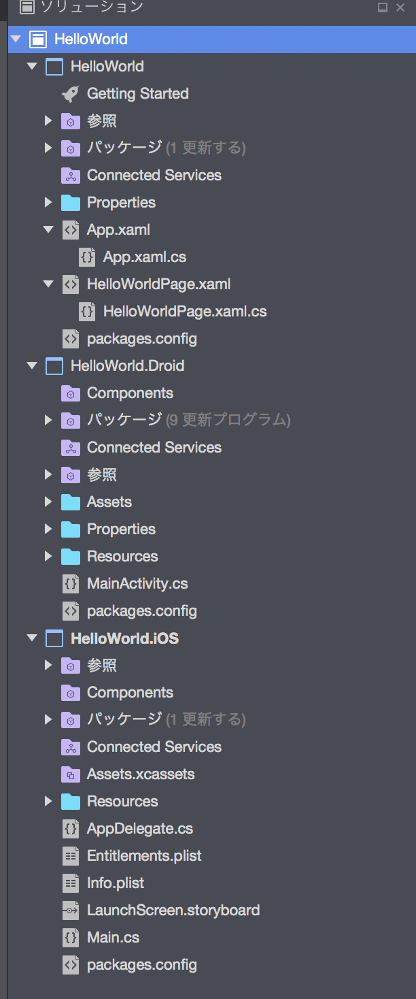 ソリューション
HelloWorld
HelloWorld
Getting Started
参照
パッケージ (1 更新する)
Connected Services
Properties
App.xaml
App.xaml.cs
HelloWorldPage.xaml
HelloWorldPage.xaml.cs
packages.config
HelloWorld.Droid
Components
パッケージ (9 更新プログラム)
Connected Services
参照
Assets
Properties
Resources
MainActivity.cs
packages.config
HelloWorld.iOS
参照
Components
パッケージ (1 更新する)
Connected Services
Assets.xcassets
Resources
AppDelegate.cs
Entitlements.plist
Info.plist
LaunchScreen.storyboard
Main.cs
packages.config